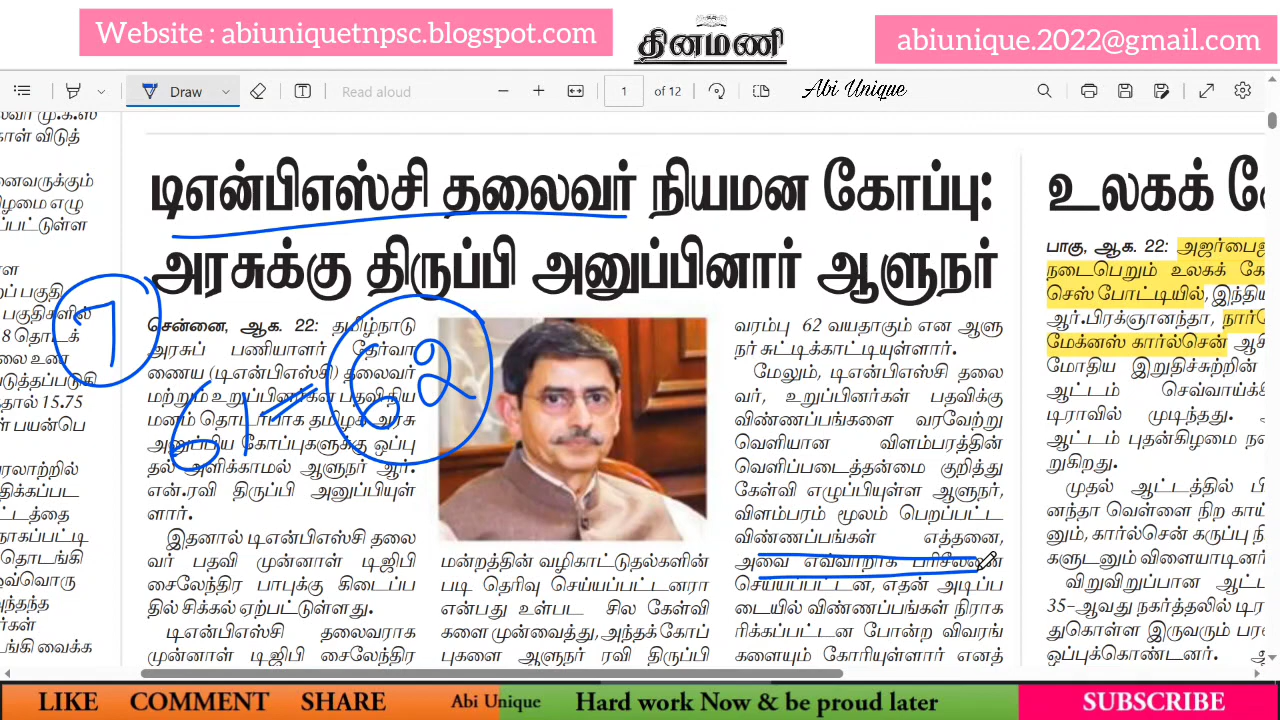 Website : abiuniquetnpsc.blogspot.com
தினமணி
abiunique.2022@gmail.com
Draw
Read aloud
1
of 12
Abi Unique
டிஎன்பிஎஸ்சி தலைவர் நியமன கோப்பு:
அரசுக்கு திருப்பி அனுப்பினார் ஆளுநர்
சென்னை, ஆக. 22: தமிழ்நாடு
அரசுப் பணியாளர் தேர்வா
ணைய (டிஎன்பிஎஸ்சி) தலைவர்
மற்றும் உறுப்பினர்கள் பதவி நிய
மனம் தொடர்பாக தமிழக அரசு
அனுப்பிய கோப்புகளுக்கு ஒப்பு
தல் அளிக்காமல் ஆளுநர் ஆர்.
என்.ரவி திருப்பி அனுப்பியுள்
ளார்.
இதனால் டிஎன்பிஎஸ்சி தலை
வர் பதவி முன்னாள் டிஜிபி
சைலேந்திர பாபுக்கு கிடைப்ப
தில் சிக்கல் ஏற்பட்டுள்ளது.
டிஎன்பிஎஸ்சி தலைவராக
முன்னாள் டிஜிபி சைலேந்திர
7
61 = 62
மன்றத்தின் வழிகாட்டுதல்களின்
படி தெரிவு செய்யப்பட்டனரா
என்பது உள்பட சில கேள்வி
களை முன்வைத்து, அந்தக் கோப்
புகளை ஆளுநர் ரவி திருப்பி
வரம்பு 62 வயதாகும் என ஆளு
நர் சுட்டிக்காட்டியுள்ளார்.
மேலும், டிஎன்பிஎஸ்சி தலை
வர், உறுப்பினர்கள் பதவிக்கு
விண்ணப்பங்களை வரவேற்று
வெளியான விளம்பரத்தின்
வெளிப்படைத்தன்மை குறித்து
கேள்வி எழுப்பியுள்ள ஆளுநர்,
விளம்பரம் மூலம் பெறப்பட்ட
விண்ணப்பங்கள் எத்தனை,
அவை எவ்வாறாக பரிசீலனை
செய்யப்பட்டன, எதன் அடிப்ப
டையில் விண்ணப்பங்கள் நிராக
ரிக்கப்பட்டன போன்ற விவரங்
களையும் கோரியுள்ளார் எனத்
உலகக்
பாகு, ஆக. 22:
நடைபெறும் உலகக்
செஸ் போட்டியில், இந்திய
ஆர்.பிரக்ஞானந்தா,
மேக்னஸ் கார்ல்சென்
மோதிய இறுதிச்சுற்றின்
ஆட்டம்
டிராவில் முடிந்தது.
ஆட்டம் புதன்கிழமை
றுகிறது.
முதல் ஆட்டத்தில்
னந்தா வெள்ளை நிற
னும், கார்ல்சென் கருப்பு
களுடனும் விளையாடினர்.
விறுவிறுப்பான
35-ஆவது நகர்த்தலில்
துகொள்ள இருவரும்
ஒப்புக்கொண்டனர்.
LIKE COMMENT SHARE
Abi Unique
Hard work Now & be proud later
SUBSCRIBE